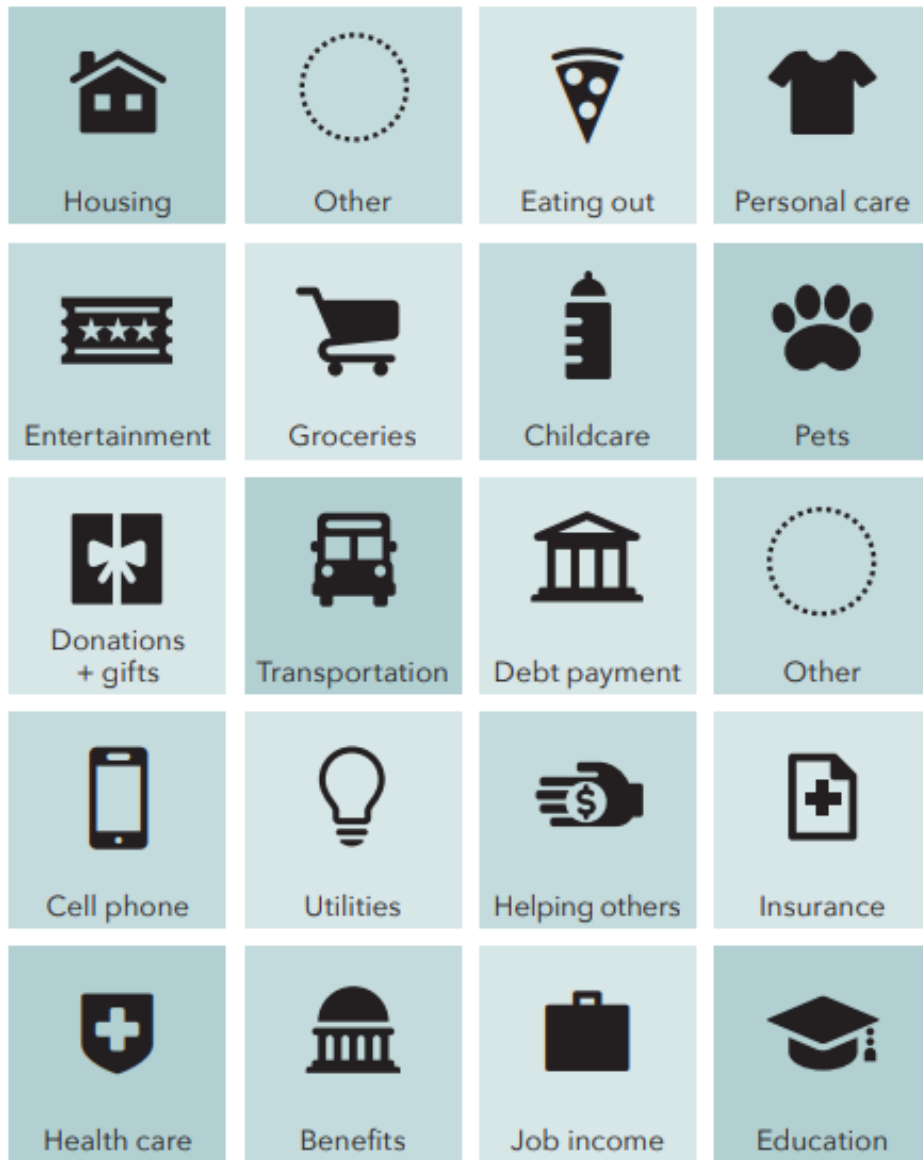 Housing
Other
Eating out
Personal care
Entertainment
Groceries
Childcare
Pets
Donations
+ gifts
Transportation
Debt payment
Other
Cell phone
Utilities
Helping others
$
Insurance
Health care
Benefits
Job income
Education